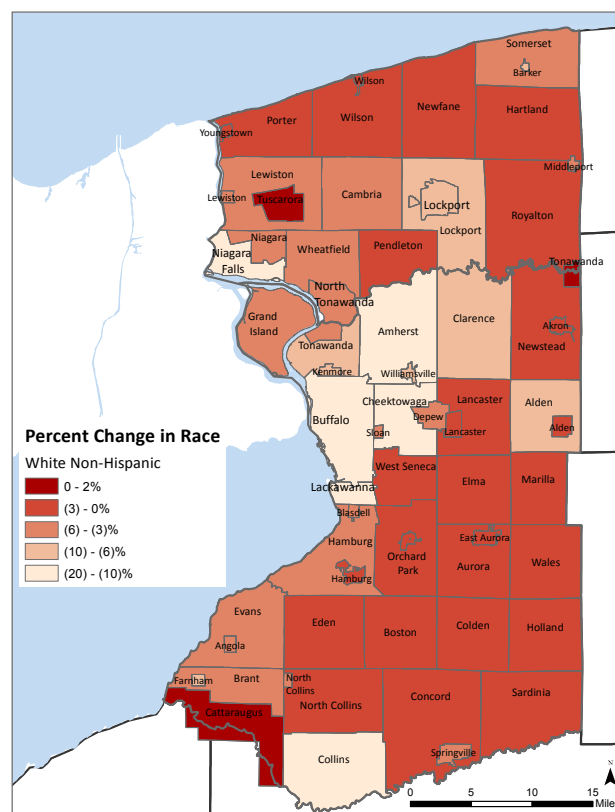 Somerset
Barker
Wilson
Newfane
Hartland
Porter
Wilson
Youngstown
Middleport
Lewiston
Cambria
Lewiston
Tuscarora
Lockport
Royalton
Lockport
Niagara
Wheatfield
Pendleton
Niagara
Falls
Tonawanda
North
Tonawanda
Grand
Island
Clarence
Amherst
Akron
Tonawanda
Newstead
Kenmore
Williamsville
Cheektowaga
Lancaster
Alden
Buffalo
Depew
Sloan
Lancaster
Alden
Percent Change in Race
White Non-Hispanic
0 - 2%
(3) - 0%
(6) - (3)%
(10) - (6)%
(20) - (10)%
West Seneca
Elma
Marilla
Lackawanna
Blasdell
Hamburg
East Aurora
Orchard
Park
Aurora
Wales
Hamburg
Evans
Eden
Boston
Colden
Holland
Angola
Farnham
Brant
North
Collins
Cattaraugus
North Collins
Concord
Sardinia
Collins
Springville
N
0 5 10 15
Miles